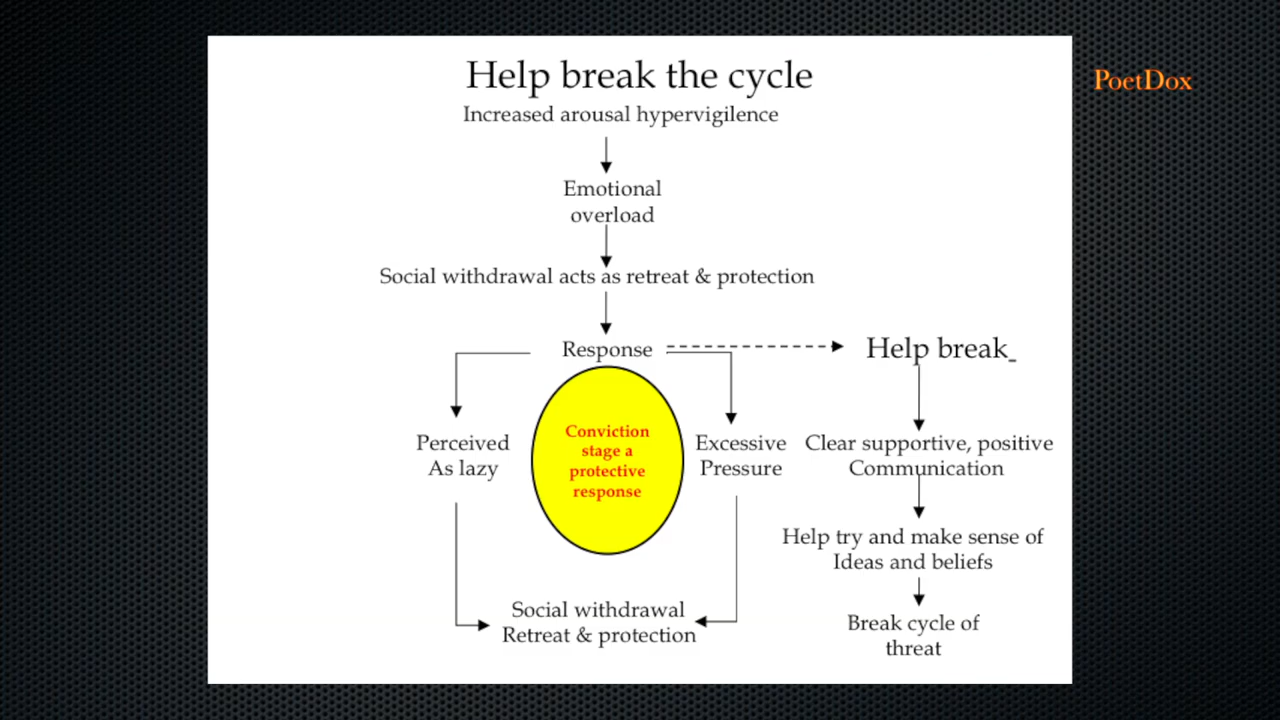 Help break the cycle
PoetDox
Increased arousal hypervigilence
Emotional
overload
Social withdrawal acts as retreat & protection
Response
Help break_
Conviction
stage a
protective
response
Perceived
As lazy
Excessive
Pressure
Clear supportive, positive
Communication
Help try and make sense of
Ideas and beliefs
Social withdrawal
Retreat & protection
Break cycle of
threat